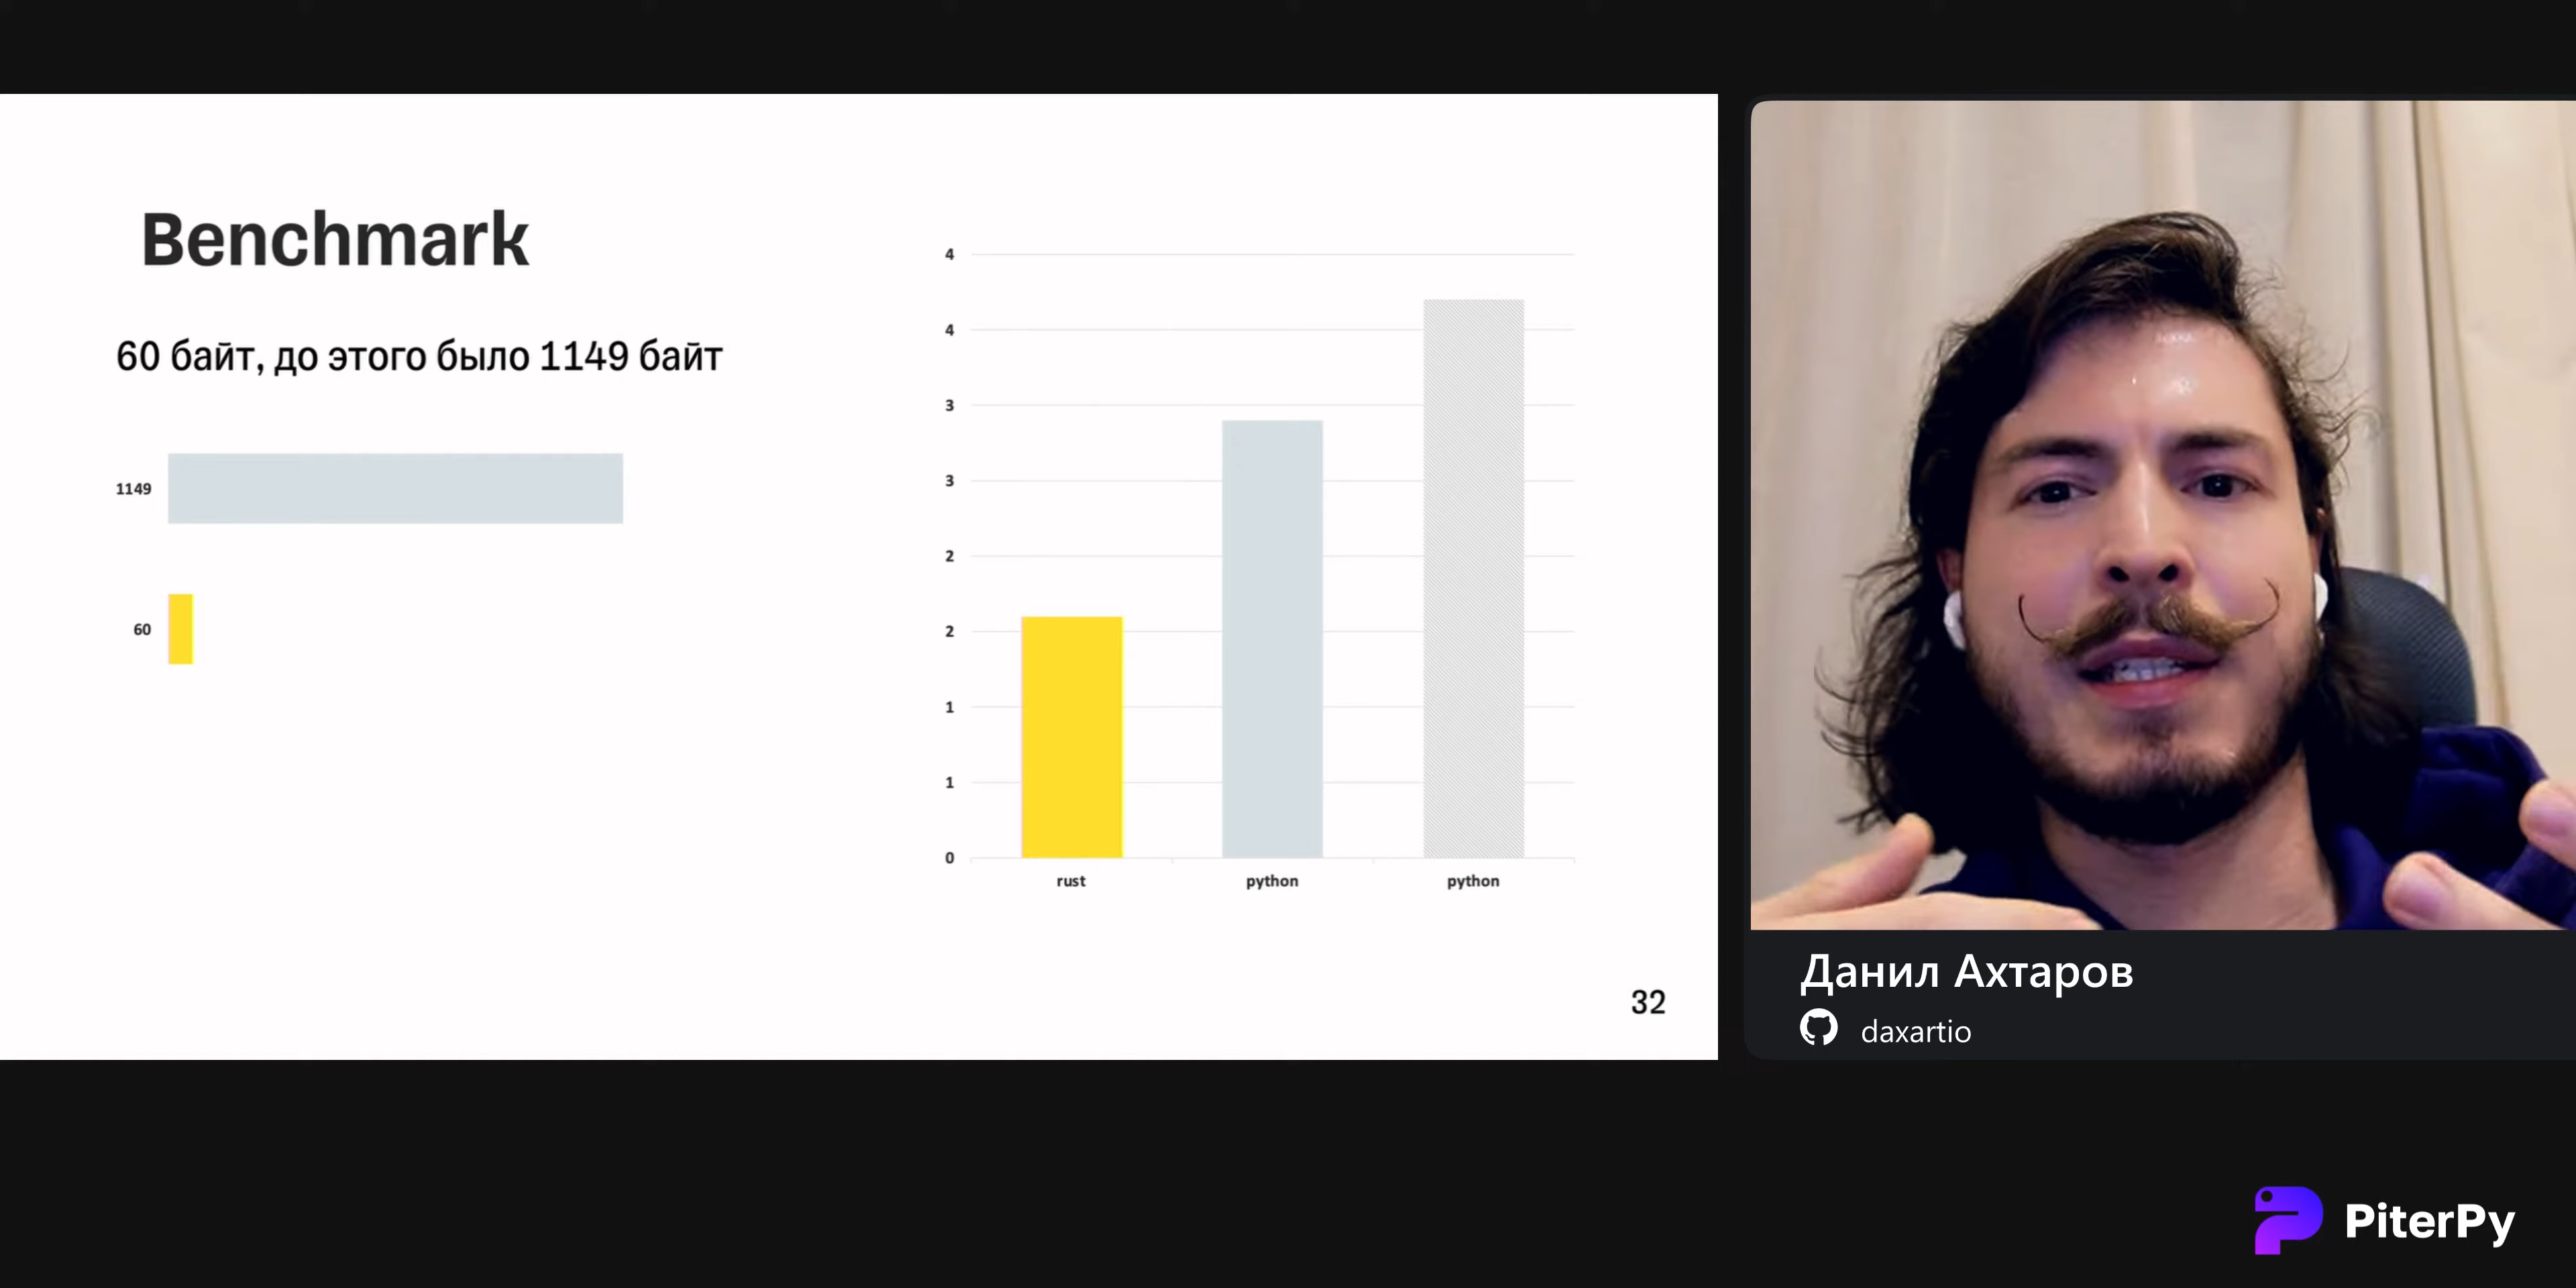 Benchmark
60 байт, до этого было 1149 байт
1149
60
4
4
3
3
2
2
1
1
0
rust
python
python
32
Данил Ахтаров
daxartio
PiterPy